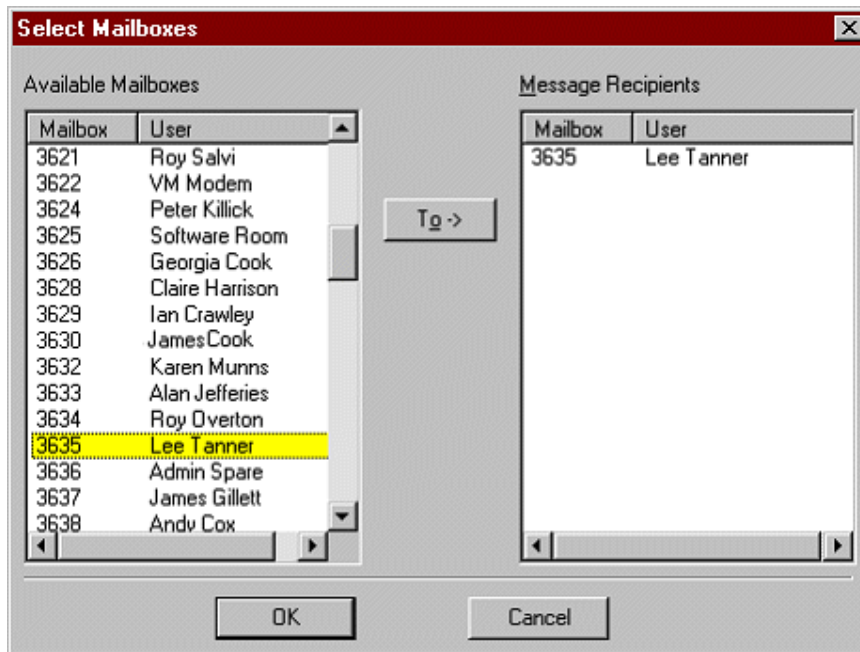 Select Mailboxes
Available Mailboxes
Mailbox User
3621 Roy Salvi
3622 VM Modem
3624 Peter Killick
3625 Software Room
3626 Georgia Cook
3628 Claire Harrison
3629 Ian Crawley
3630 JamesCook
3632 Karen Munns
3633 Alan Jefferies
3634 Roy Overton
3635 Lee Tanner
3636 Admin Spare
3637 James Gillett
3638 Andy Cox
To ->
Message Recipients
Mailbox User
3635 Lee Tanner
OK
Cancel